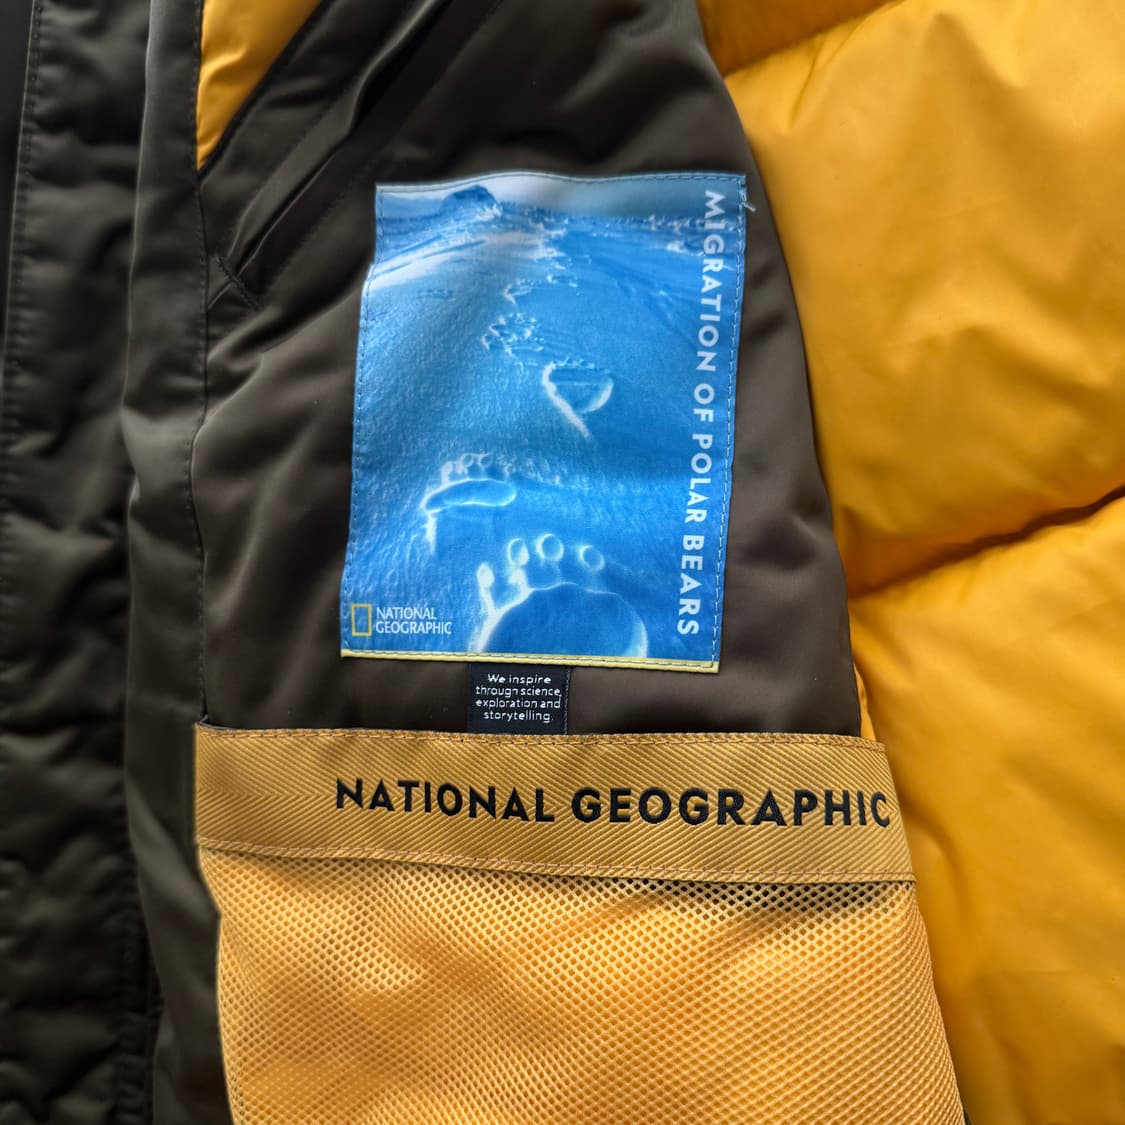 MIGRATION OF POLAR BEARS
NATIONAL
GEOGRAPHIC
We inspire
through science,
exploration and
storytelling.
NATIONAL GEOGRAPHIC